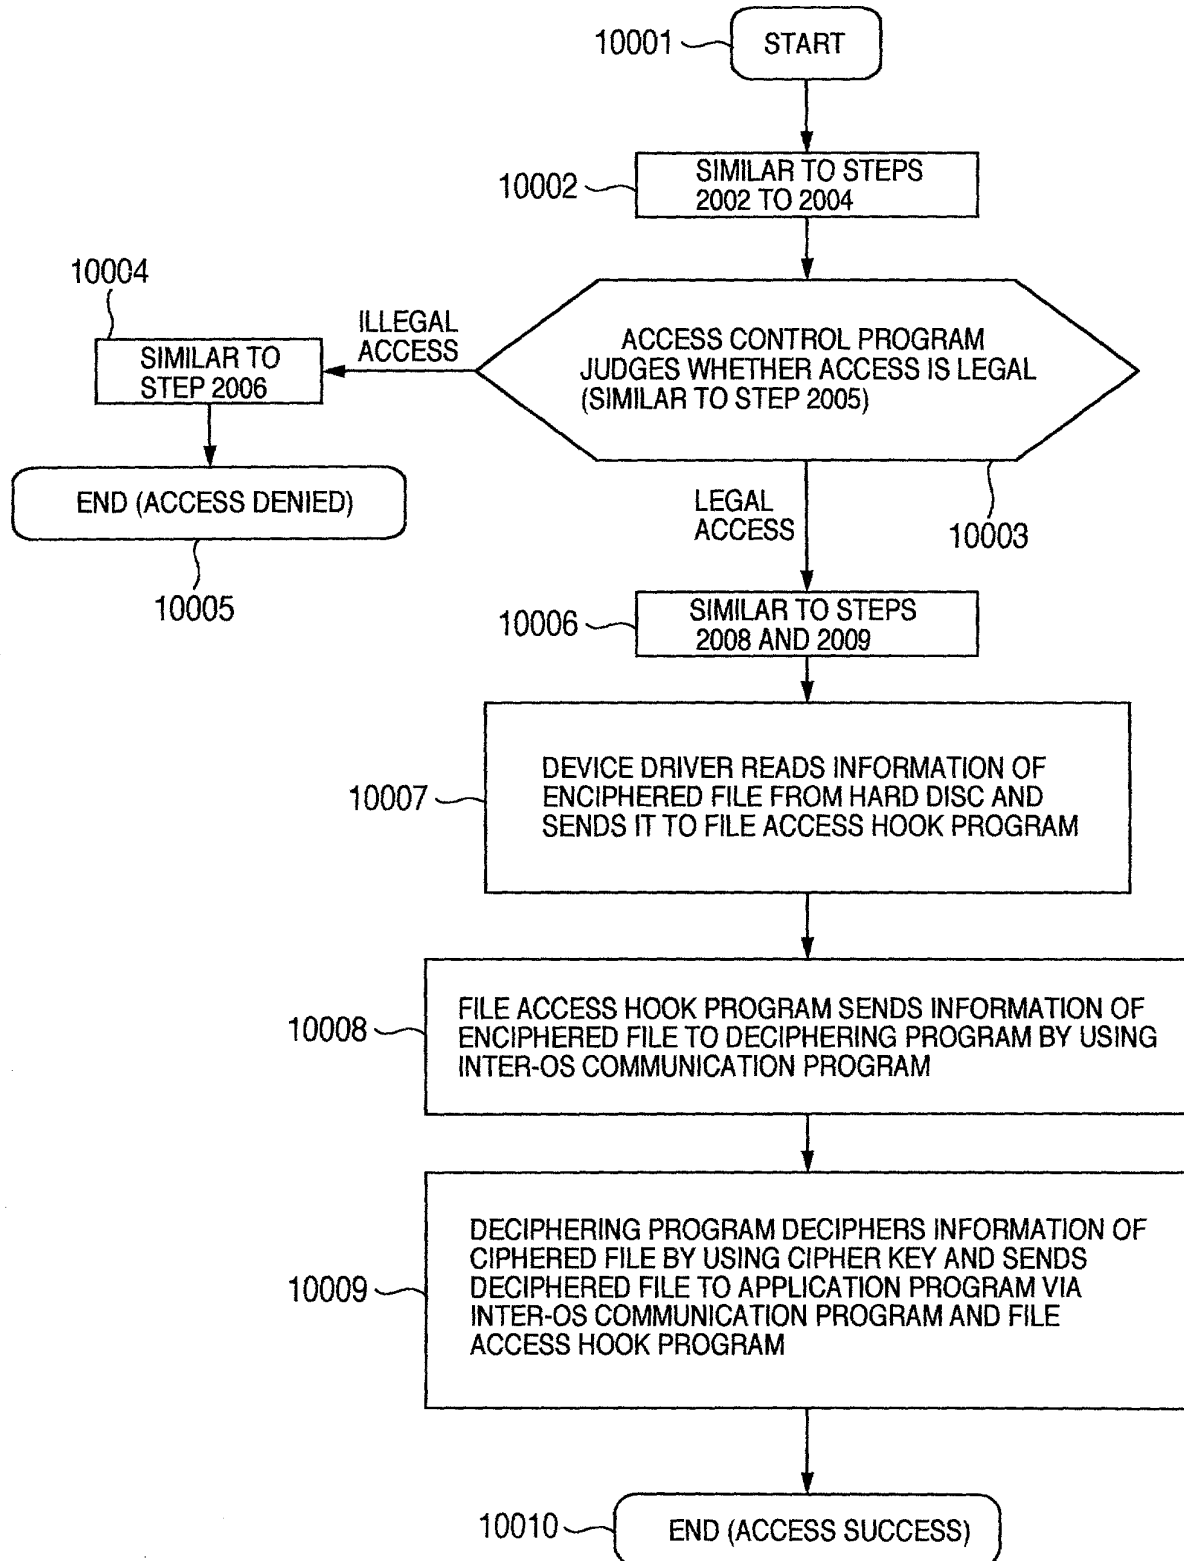 10001
START
10002
SIMILAR TO STEPS
2002 TO 2004
10004
ILLEGAL
ACCESS
SIMILAR TO
STEP 2006
ACCESS CONTROL PROGRAM
JUDGES WHETHER ACCESS IS LEGAL
(SIMILAR TO STEP 2005)
END (ACCESS DENIED)
10005
LEGAL
ACCESS
10003
10006
SIMILAR TO STEPS
2008 AND 2009
10007
DEVICE DRIVER READS INFORMATION OF
ENCIPHERED FILE FROM HARD DISC AND
SENDS IT TO FILE ACCESS HOOK PROGRAM
10008
FILE ACCESS HOOK PROGRAM SENDS INFORMATION OF
ENCIPHERED FILE TO DECIPHERING PROGRAM BY USING
INTER-OS COMMUNICATION PROGRAM
10009
DECIPHERING PROGRAM DECIPHERS INFORMATION OF
CIPHERED FILE BY USING CIPHER KEY AND SENDS
DECIPHERED FILE TO APPLICATION PROGRAM VIA
INTER-OS COMMUNICATION PROGRAM AND FILE
ACCESS HOOK PROGRAM
10010
END (ACCESS SUCCESS)